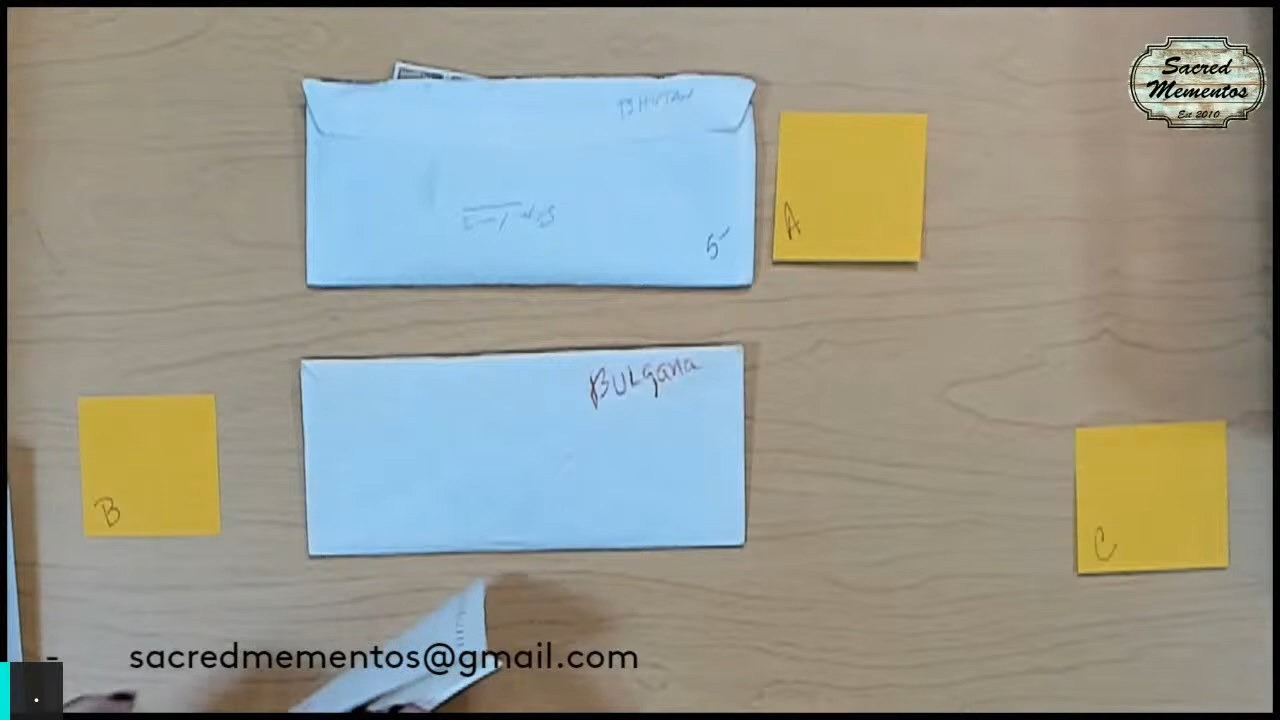 Sacred
Mementos
Est 2010
BHUTAN
5-
A
BULgaria
B
C
- sacredmementos@gmail.com
.